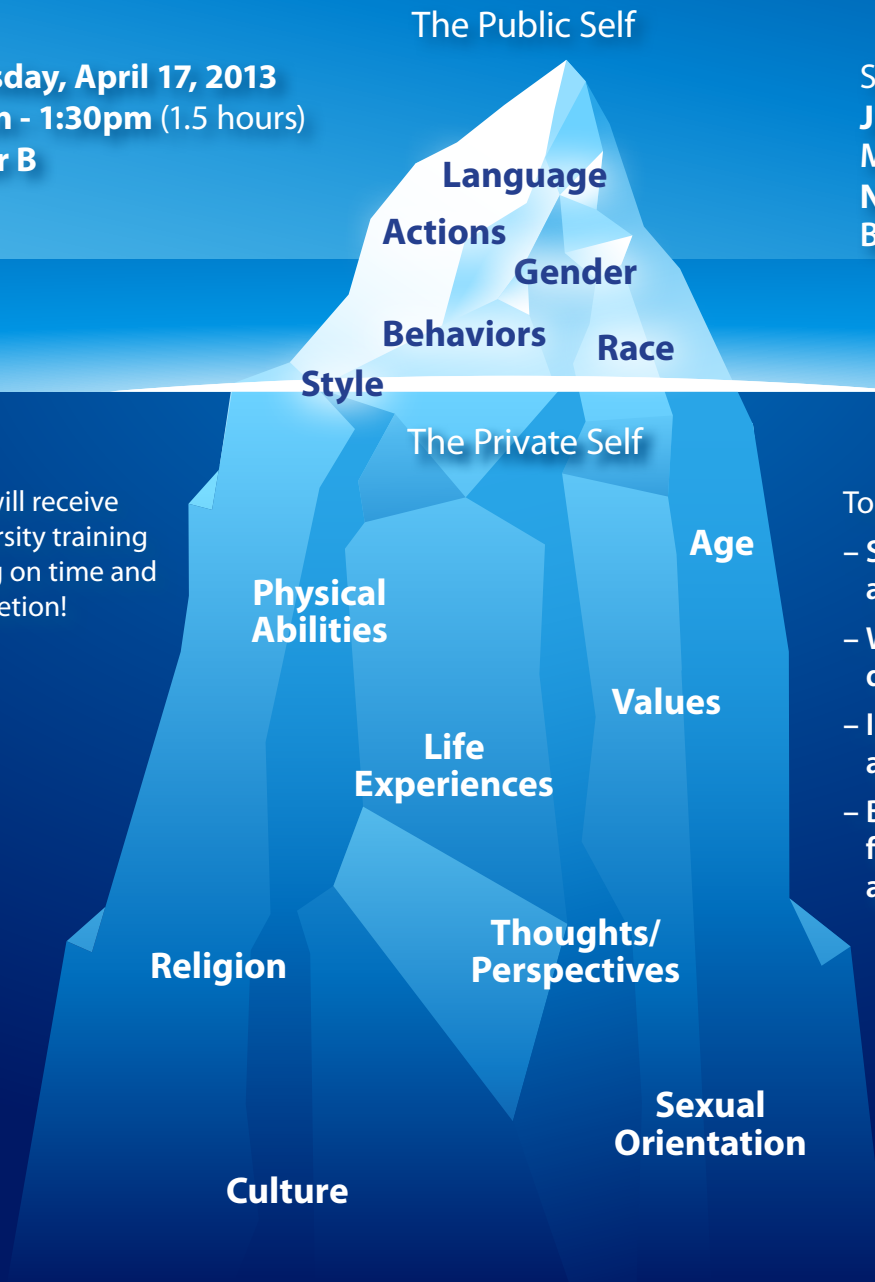 The Public Self
sday, April 17, 2013
- 1:30pm (1.5 hours)
r B
S
J
M
N
B
Language
Actions
Gender
Behaviors
Race
Style
The Private Self
vill receive
rsity training
g on time and
etion!
To
– S
a
– W
– I
a
– E
f
a
Age
Physical
Abilities
Values
Life
Experiences
Thoughts/
Perspectives
Religion
Sexual
Orientation
Culture